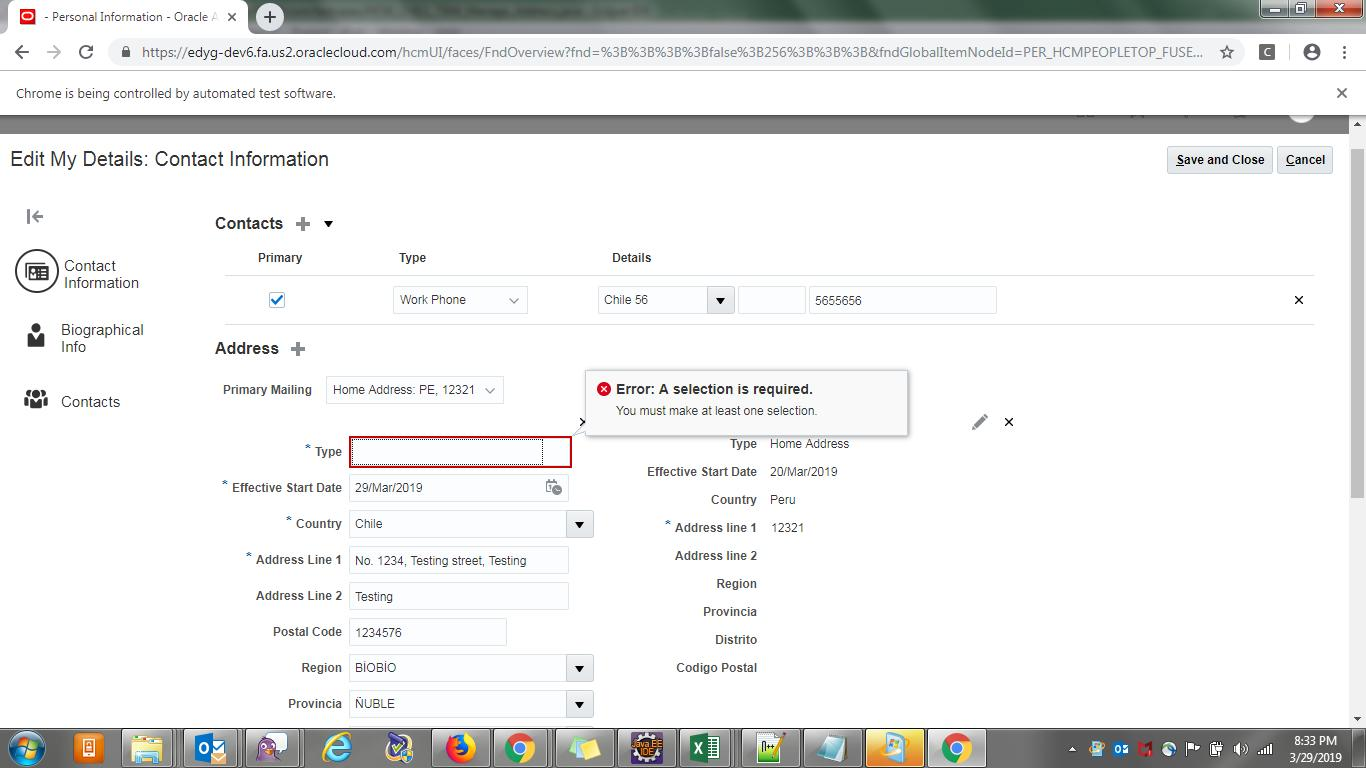 - Personal Information - Oracle A
https://edyg-dev6.fa.us2.oraclecloud.com/hcmUI/faces/FndOverview?fnd=%3B%3B%3B%3Bfalse%3B256%3B%3B%3B&fndGlobalItemNodeId=PER_HCMPEOPLETOP_FUSE...
C
Chrome is being controlled by automated test software.
Edit My Details: Contact Information
Save and Close
Cancel
Contact Information
Biographical Info
Contacts
Contacts
Primary
Type
Details
Work Phone
Chile 56
5655656
Address
Primary Mailing
Home Address: PE, 12321
Error: A selection is required.
You must make at least one selection.
* Type
* Effective Start Date
29/Mar/2019
* Country
Chile
* Address Line 1
No. 1234, Testing street, Testing
Address Line 2
Testing
Postal Code
1234576
Region
BÍOBÍO
Provincia
ÑUBLE
Type
Home Address
Effective Start Date
20/Mar/2019
Country
Peru
* Address line 1
12321
Address line 2
Region
Provincia
Distrito
Codigo Postal
Java EE
IDE
8:33 PM
3/29/2019